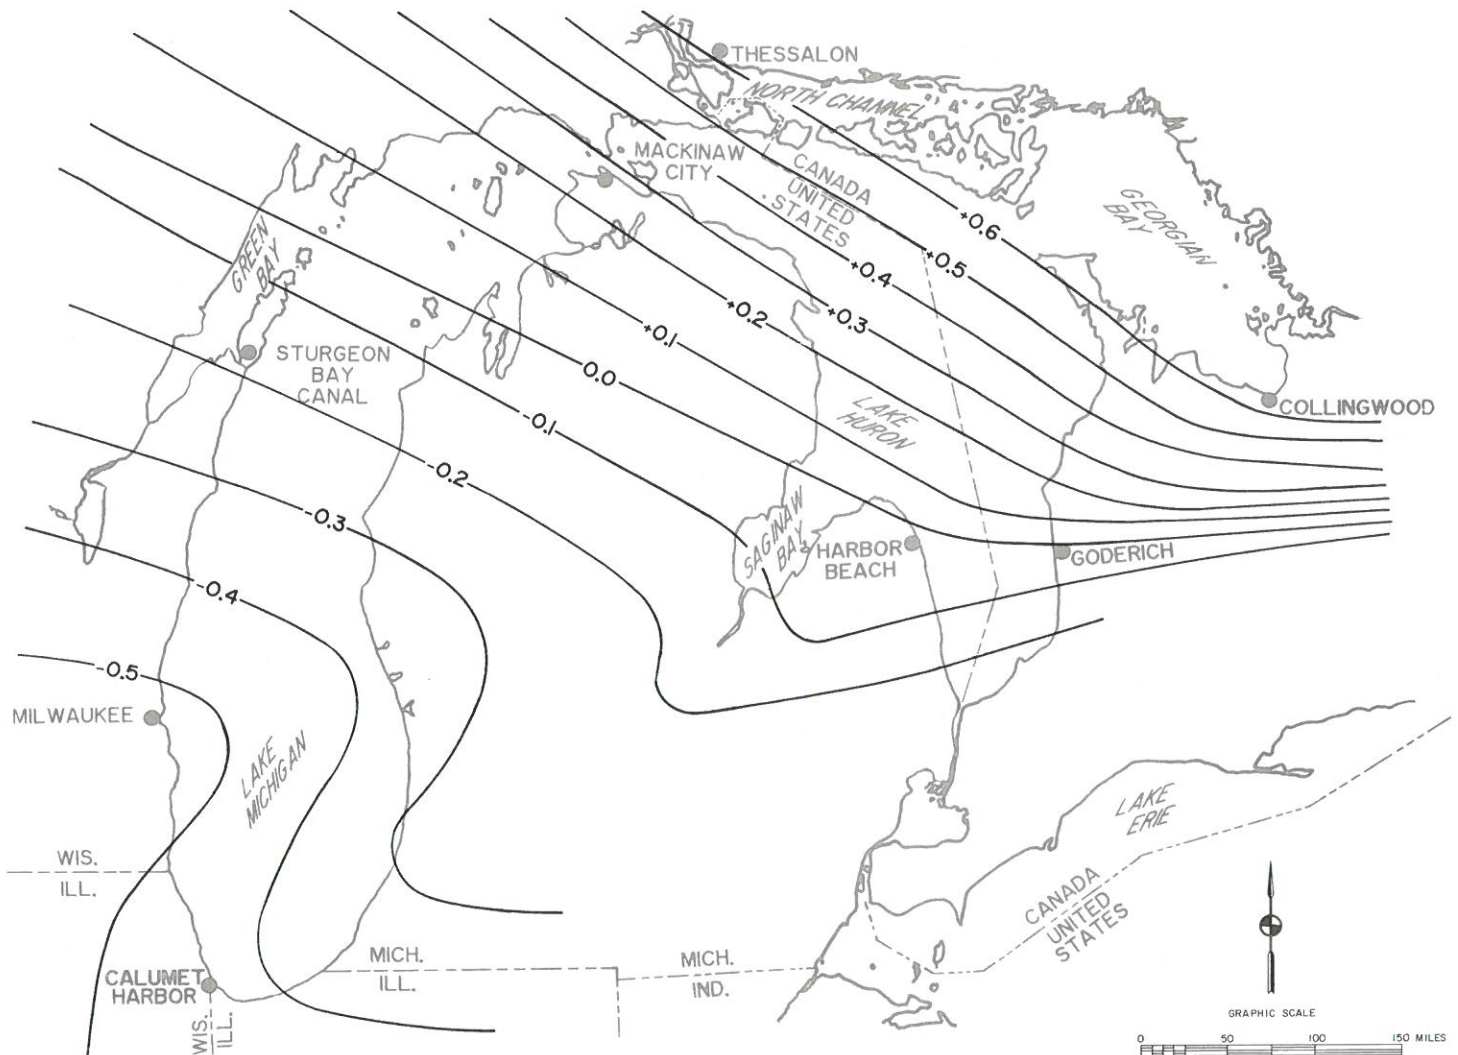 THESSALON
NORTH CHANNEL
MACKINAW
CITY
CANADA
UNITED
STATES
GEORGIAN
BAY
+0.6
+0.5
+0.4
+0.3
+0.2
+0.1
0.0
-0.1
-0.2
-0.3
-0.4
-0.5
GREEN
BAY
STURGEON
BAY
CANAL
LAKE
HURON
COLLINGWOOD
SAGINAW
BAY
HARBOR
BEACH
GODERICH
MILWAUKEE
LAKE
MICHIGAN
LAKE
ERIE
WIS.
ILL.
CANADA
UNITED
STATES
CALUMET
HARBOR
MICH.
ILL.
MICH.
IND.
WIS.
ILL.
GRAPHIC SCALE
0 50 100 150 MILES